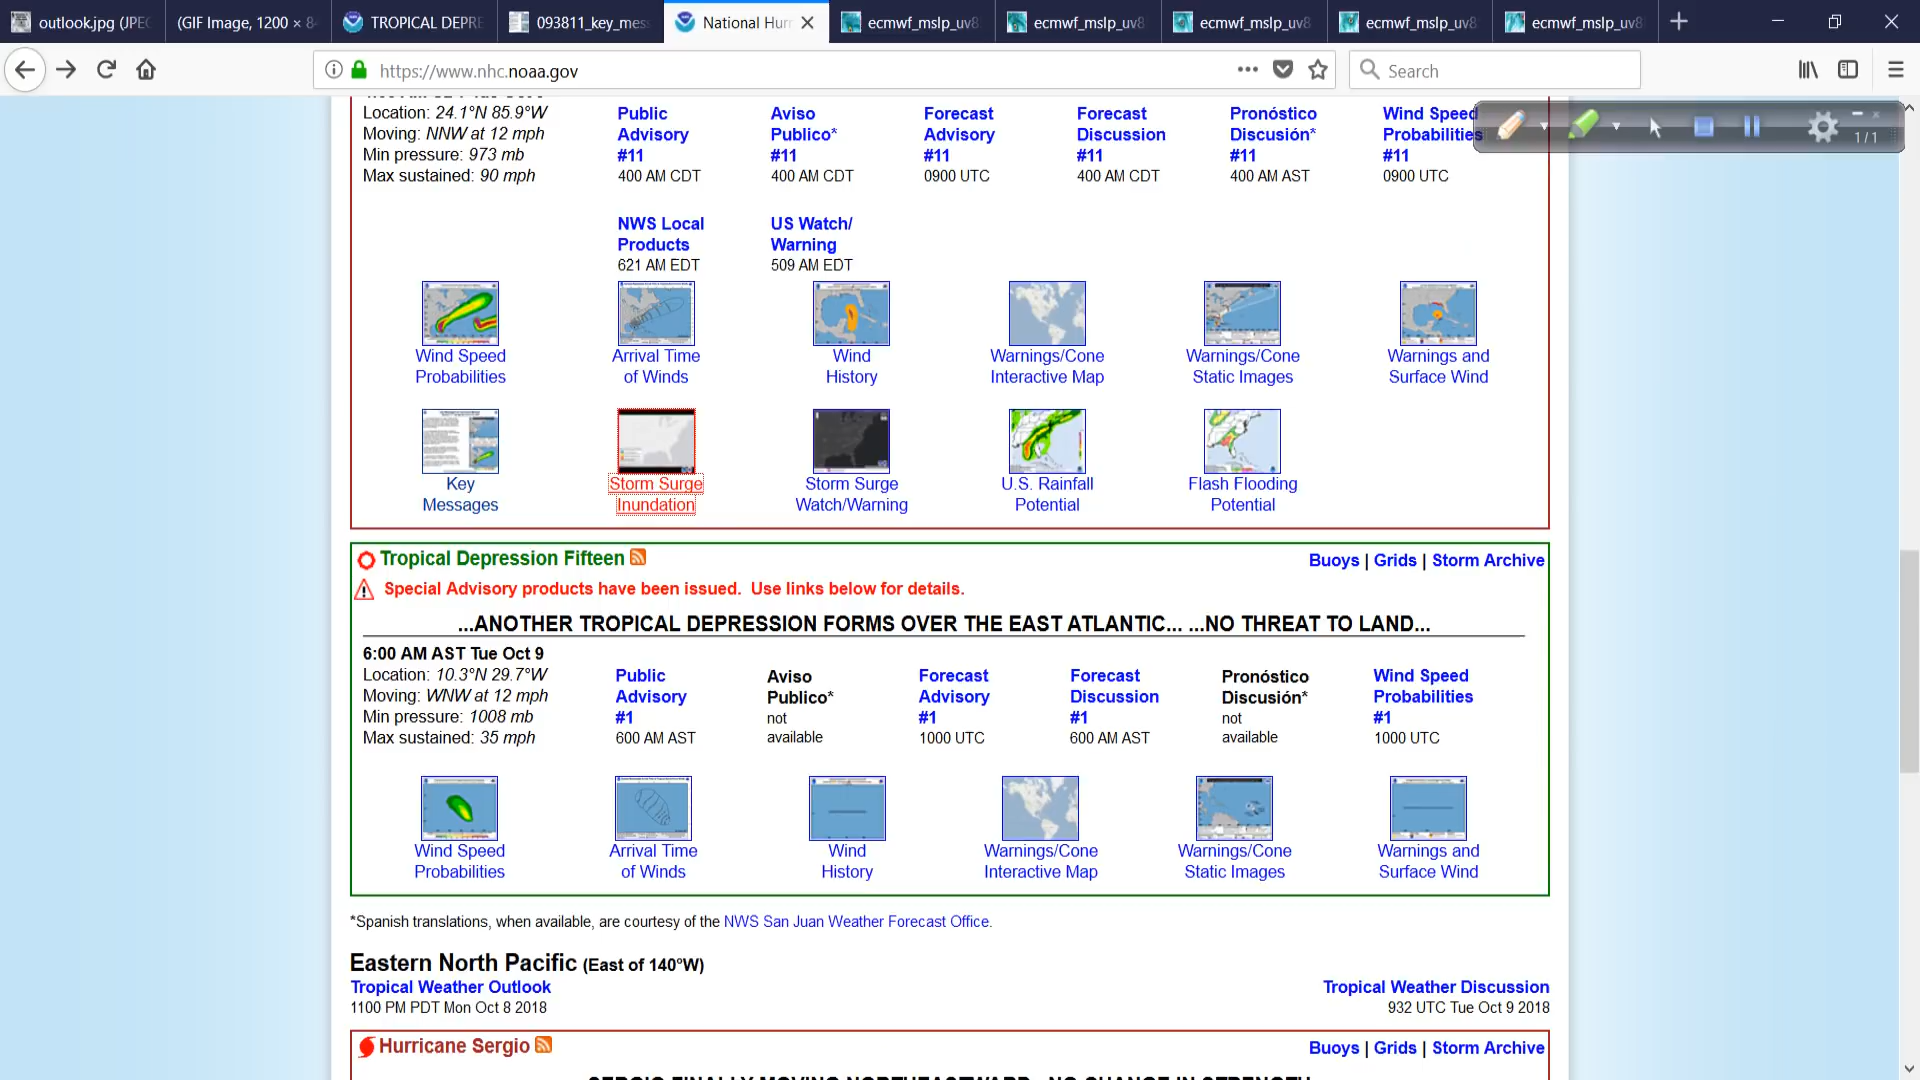 outlook.jpg (JPE
(GIF Image, 1200 × 8
TROPICAL DEPRE
093811_key_mess
National Hurr
ecmwf_mslp_uv8
ecmwf_mslp_uv8
ecmwf_mslp_uv8
ecmwf_mslp_uv8
ecmwf_mslp_uv8
https://www.nhc.noaa.gov
Search
1/1
Location: 24.1°N 85.9°W
Moving: NNW at 12 mph
Min pressure: 973 mb
Max sustained: 90 mph
Public Advisory #11
400 AM CDT
Aviso Publico* #11
400 AM CDT
Forecast Advisory #11
0900 UTC
Forecast Discussion #11
400 AM CDT
Pronóstico Discusión* #11
400 AM AST
Wind Speed Probabilities #11
0900 UTC
NWS Local Products
621 AM EDT
US Watch/ Warning
509 AM EDT
Wind Speed Probabilities
Arrival Time of Winds
Wind History
Warnings/Cone Interactive Map
Warnings/Cone Static Images
Warnings and Surface Wind
Key Messages
Storm Surge Inundation
Storm Surge Watch/Warning
U.S. Rainfall Potential
Flash Flooding Potential
Tropical Depression Fifteen
Buoys | Grids | Storm Archive
Special Advisory products have been issued. Use links below for details.
...ANOTHER TROPICAL DEPRESSION FORMS OVER THE EAST ATLANTIC... ...NO THREAT TO LAND...
6:00 AM AST Tue Oct 9
Location: 10.3°N 29.7°W
Moving: WNW at 12 mph
Min pressure: 1008 mb
Max sustained: 35 mph
Public Advisory #1
600 AM AST
Aviso Publico*
not available
Forecast Advisory #1
1000 UTC
Forecast Discussion #1
600 AM AST
Pronóstico Discusión*
not available
Wind Speed Probabilities #1
1000 UTC
Wind Speed Probabilities
Arrival Time of Winds
Wind History
Warnings/Cone Interactive Map
Warnings/Cone Static Images
Warnings and Surface Wind
*Spanish translations, when available, are courtesy of the NWS San Juan Weather Forecast Office.
Eastern North Pacific (East of 140°W)
Tropical Weather Outlook
1100 PM PDT Mon Oct 8 2018
Tropical Weather Discussion
932 UTC Tue Oct 9 2018
Hurricane Sergio
Buoys | Grids | Storm Archive